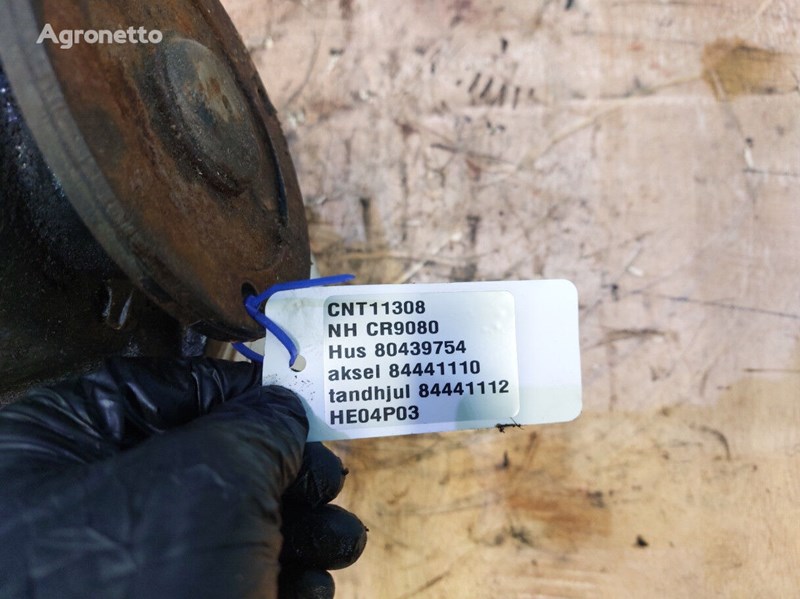 Agronetto
CNT11308
NH CR9080
Hus 80439754
aksel 84441110
tandhjul 84441112
HE04P03